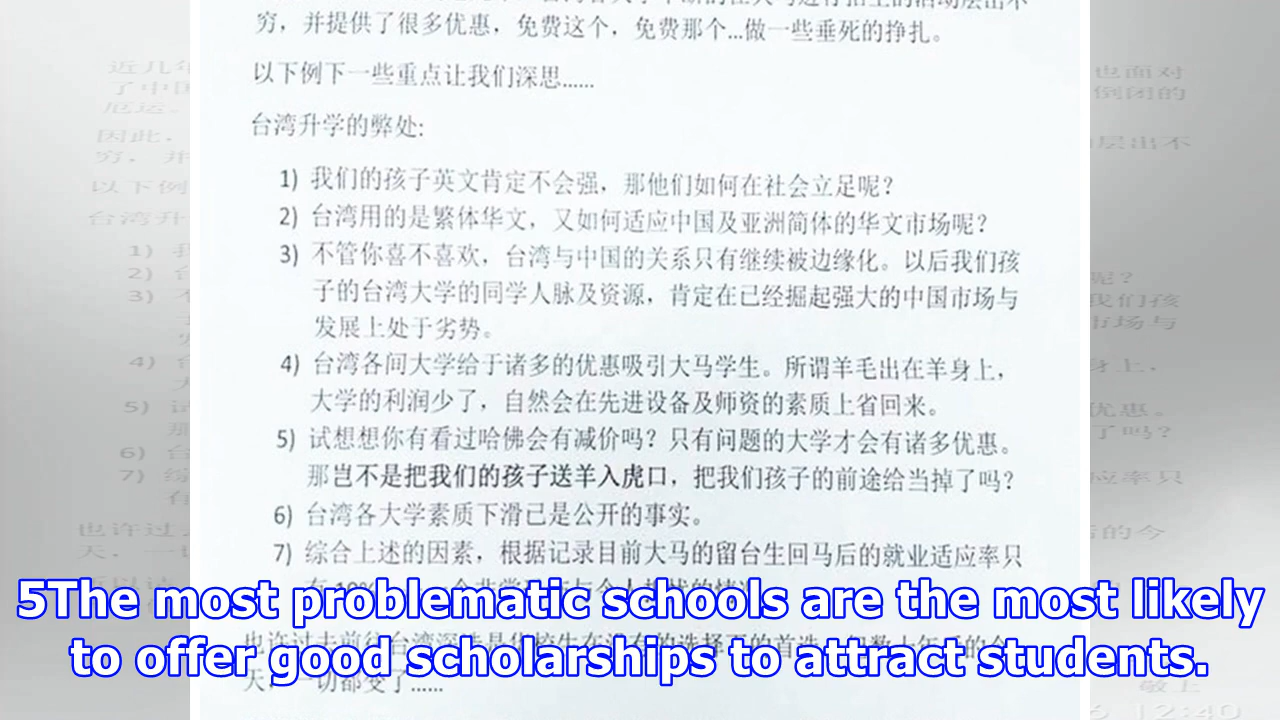 穷，并提供了很多优惠，免费这个，免费那个...做一些垂死的挣扎。
以下例下一些重点让我们深思......
台湾升学的弊处:
1) 我们的孩子英文肯定不会强，那他们如何在社会立足呢？
2) 台湾用的是繁体华文，又如何适应中国及亚洲简体的华文市场呢？
3) 不管你喜不喜欢，台湾与中国的关系只有继续被边缘化。以后我们孩
子的台湾大学的同学人脉及资源，肯定在已经掘起强大的中国市场与
发展上处于劣势。
4) 台湾各间大学给于诸多的优惠吸引大马学生。所谓羊毛出在羊身上，
大学的利润少了，自然会在先进设备及师资的素质上省回来。
5) 试想想你有看过哈佛会有减价吗？只有问题的大学才会有诸多优惠。
那岂不是把我们的孩子送羊入虎口，把我们孩子的前途给当掉了吗？
6) 台湾各大学素质下滑已是公开的事实。
7) 综合上述的因素，根据记录目前大马的留台生回马后的就业适应率只
5The most problematic schools are the most likely
to offer good scholarships to attract students.
天，一切都变了......